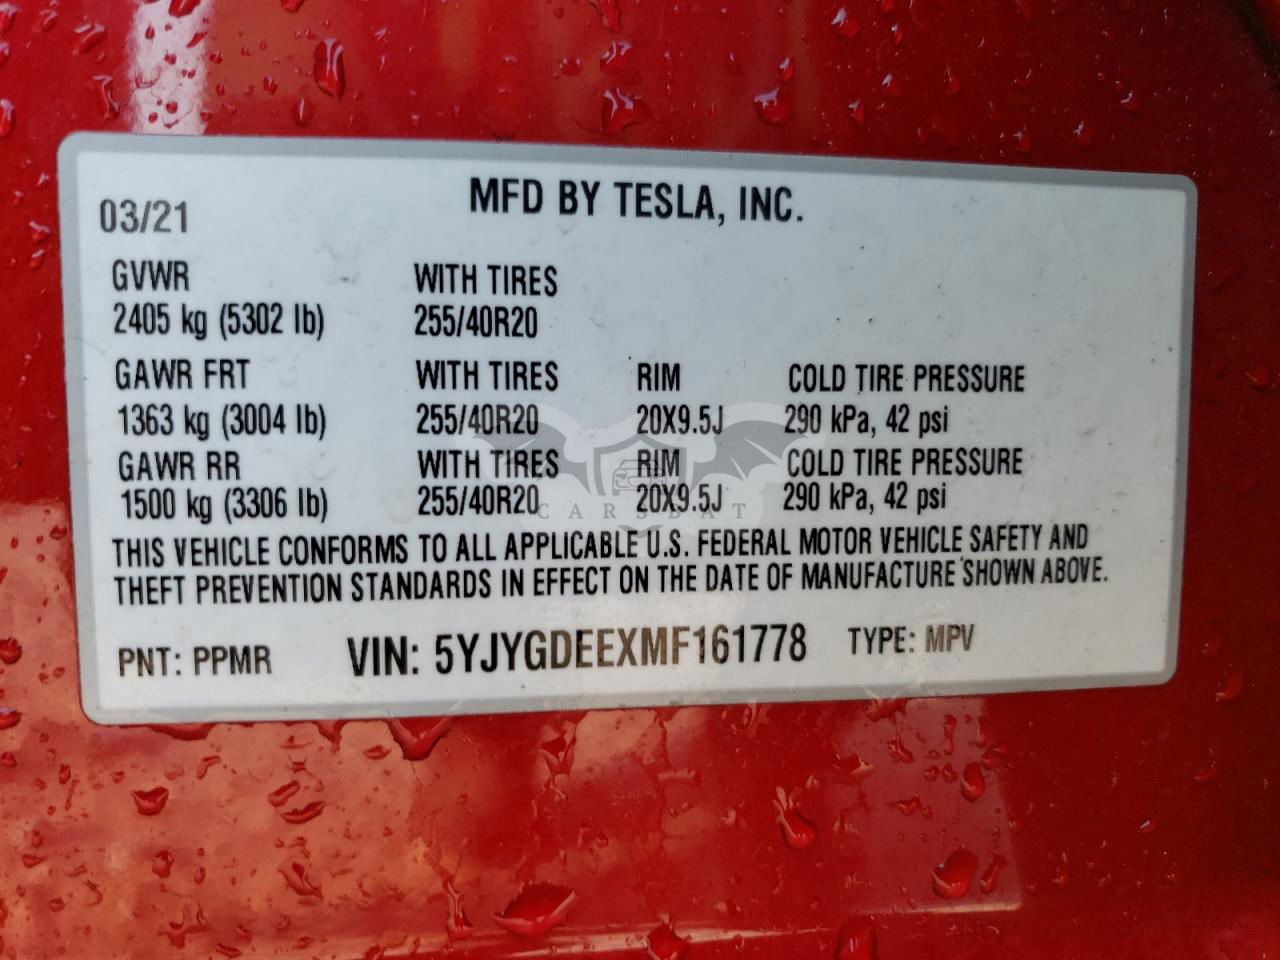 MFD BY TESLA, INC.
03/21
GVWR WITH TIRES
2405 kg (5302 lb) 255/40R20
GAWR FRT WITH TIRES RIM COLD TIRE PRESSURE
1363 kg (3004 lb) 255/40R20 20X9.5J 290 kPa, 42 psi
GAWR RR WITH TIRES RIM COLD TIRE PRESSURE
1500 kg (3306 lb) 255/40R20 20X9.5J 290 kPa, 42 psi
CARSBAT
THIS VEHICLE CONFORMS TO ALL APPLICABLE U.S. FEDERAL MOTOR VEHICLE SAFETY AND
THEFT PREVENTION STANDARDS IN EFFECT ON THE DATE OF MANUFACTURE SHOWN ABOVE.
PNT: PPMR VIN: 5YJYGDEEXMF161778 TYPE: MPV